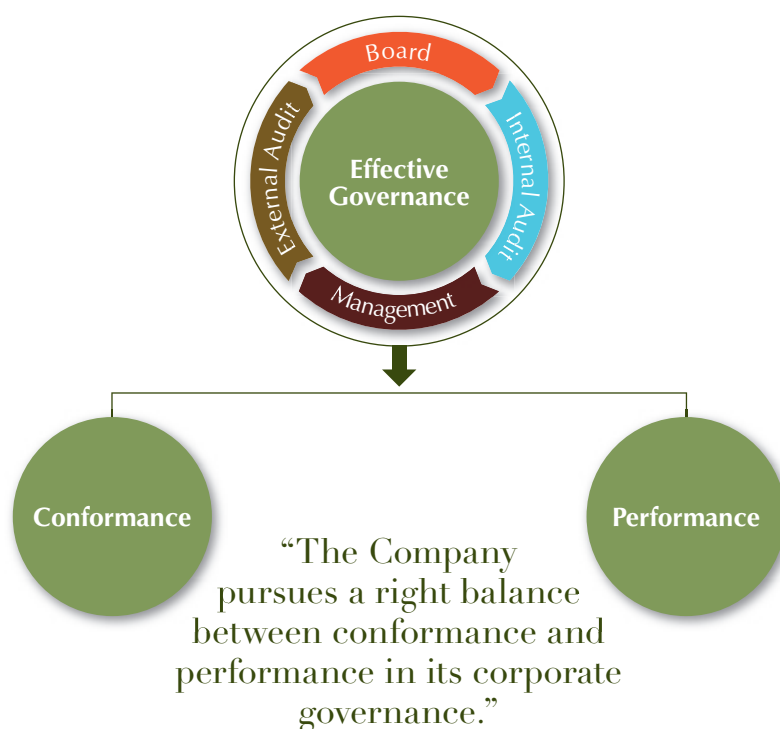 Board
Internal Audit
External Audit
Effective
Governance
Management
Conformance
Performance
“The Company
pursues a right balance
between conformance and
performance in its corporate
governance.”